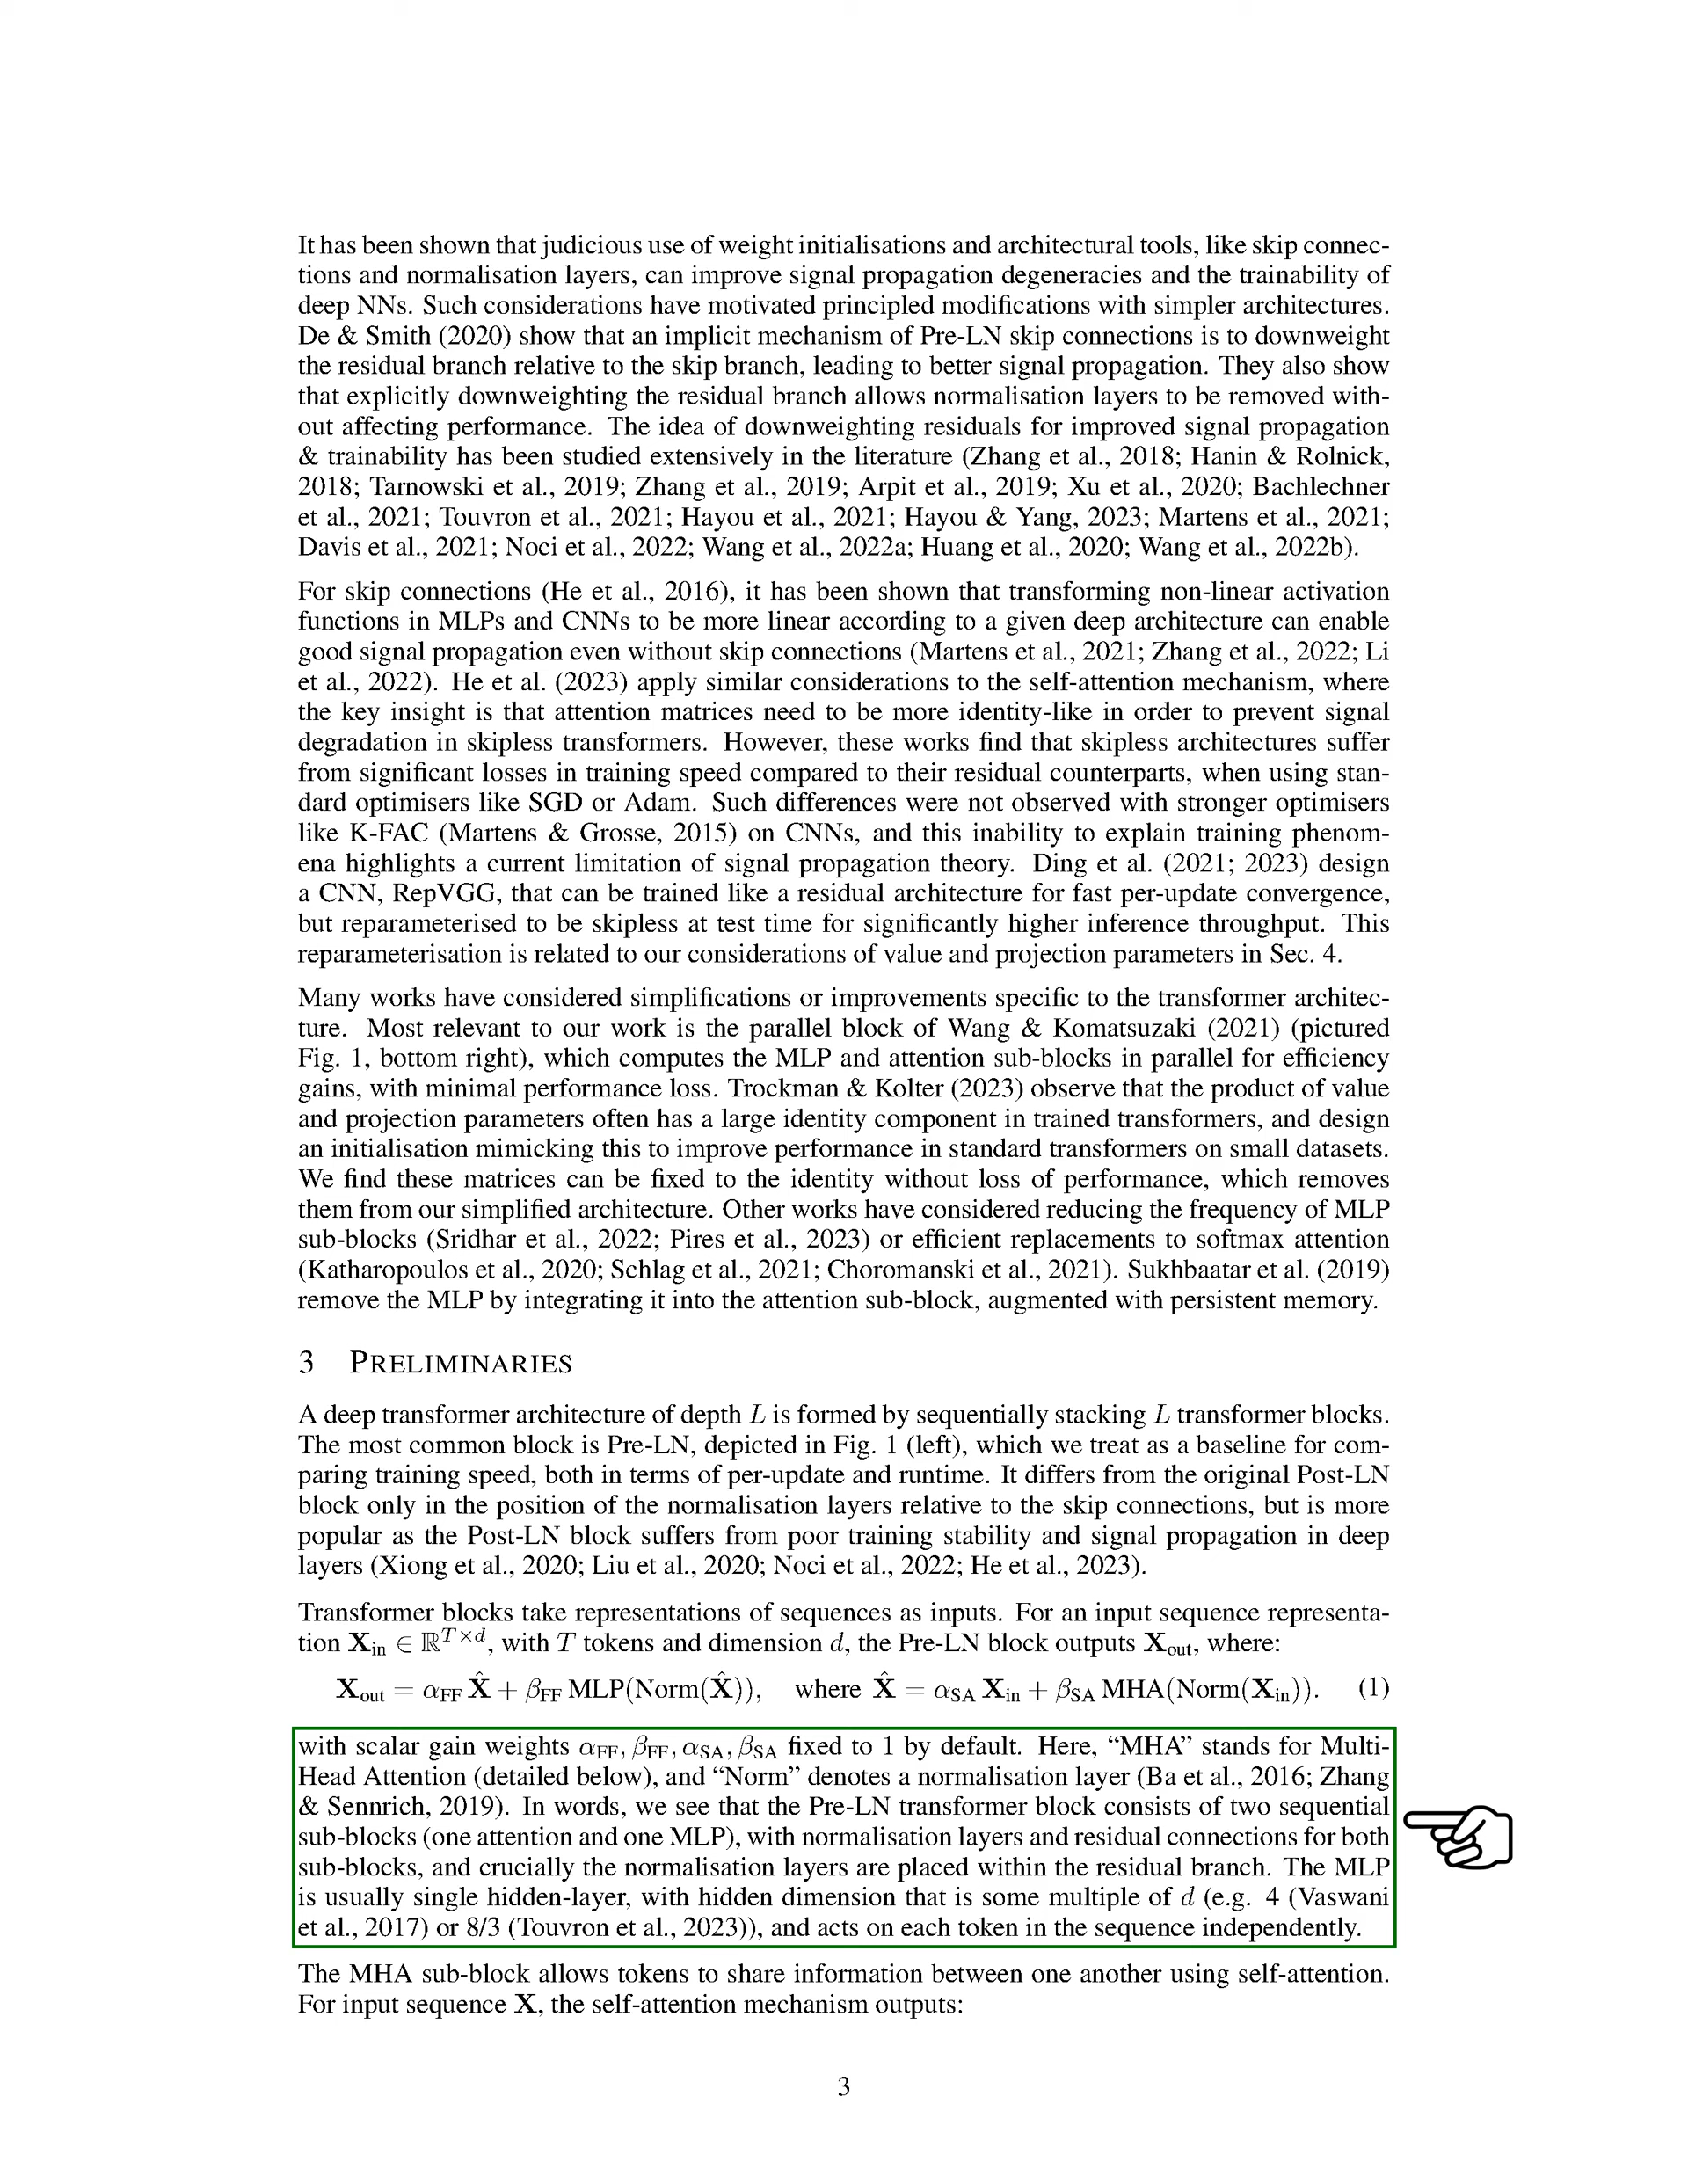 It has been shown that judicious use of weight initialisations and architectural tools, like skip connec-
tions and normalisation layers, can improve signal propagation degeneracies and the trainability of
deep NNs. Such considerations have motivated principled modifications with simpler architectures.
De & Smith (2020) show that an implicit mechanism of Pre-LN skip connections is to downweight
the residual branch relative to the skip branch, leading to better signal propagation. They also show
that explicitly downweighting the residual branch allows normalisation layers to be removed with-
out affecting performance. The idea of downweighting residuals for improved signal propagation
& trainability has been studied extensively in the literature (Zhang et al., 2018; Hanin & Rolnick,
2018; Tarnowski et al., 2019; Zhang et al., 2019; Arpit et al., 2019; Xu et al., 2020; Bachlechner
et al., 2021; Touvron et al., 2021; Hayou et al., 2021; Hayou & Yang, 2023; Martens et al., 2021;
Davis et al., 2021; Noci et al., 2022; Wang et al., 2022a; Huang et al., 2020; Wang et al., 2022b).
For skip connections (He et al., 2016), it has been shown that transforming non-linear activation
functions in MLPs and CNNs to be more linear according to a given deep architecture can enable
good signal propagation even without skip connections (Martens et al., 2021; Zhang et al., 2022; Li
et al., 2022). He et al. (2023) apply similar considerations to the self-attention mechanism, where
the key insight is that attention matrices need to be more identity-like in order to prevent signal
degradation in skipless transformers. However, these works find that skipless architectures suffer
from significant losses in training speed compared to their residual counterparts, when using stan-
dard optimisers like SGD or Adam. Such differences were not observed with stronger optimisers
like K-FAC (Martens & Grosse, 2015) on CNNs, and this inability to explain training phenom-
ena highlights a current limitation of signal propagation theory. Ding et al. (2021; 2023) design
a CNN, RepVGG, that can be trained like a residual architecture for fast per-update convergence,
but reparameterised to be skipless at test time for significantly higher inference throughput. This
reparameterisation is related to our considerations of value and projection parameters in Sec. 4.
Many works have considered simplifications or improvements specific to the transformer architec-
ture. Most relevant to our work is the parallel block of Wang & Komatsuzaki (2021) (pictured
Fig. 1, bottom right), which computes the MLP and attention sub-blocks in parallel for efficiency
gains, with minimal performance loss. Trockman & Kolter (2023) observe that the product of value
and projection parameters often has a large identity component in trained transformers, and design
an initialisation mimicking this to improve performance in standard transformers on small datasets.
We find these matrices can be fixed to the identity without loss of performance, which removes
them from our simplified architecture. Other works have considered reducing the frequency of MLP
sub-blocks (Sridhar et al., 2022; Pires et al., 2023) or efficient replacements to softmax attention
(Katharopoulos et al., 2020; Schlag et al., 2021; Choromanski et al., 2021). Sukhbaatar et al. (2019)
remove the MLP by integrating it into the attention sub-block, augmented with persistent memory.
3 PRELIMINARIES
A deep transformer architecture of depth L is formed by sequentially stacking L transformer blocks.
The most common block is Pre-LN, depicted in Fig. 1 (left), which we treat as a baseline for com-
paring training speed, both in terms of per-update and runtime. It differs from the original Post-LN
block only in the position of the normalisation layers relative to the skip connections, but is more
popular as the Post-LN block suffers from poor training stability and signal propagation in deep
layers (Xiong et al., 2020; Liu et al., 2020; Noci et al., 2022; He et al., 2023).
Transformer blocks take representations of sequences as inputs. For an input sequence representa-
tion X_in ∈ ℝ^{T×d}, with T tokens and dimension d, the Pre-LN block outputs X_out, where:
X_out = α_FF X̂ + β_FF MLP(Norm(X̂)), where X̂ = α_SA X_in + β_SA MHA(Norm(X_in)). (1)
with scalar gain weights α_FF, β_FF, α_SA, β_SA fixed to 1 by default. Here, “MHA” stands for Multi-
Head Attention (detailed below), and “Norm” denotes a normalisation layer (Ba et al., 2016; Zhang
& Sennrich, 2019). In words, we see that the Pre-LN transformer block consists of two sequential
sub-blocks (one attention and one MLP), with normalisation layers and residual connections for both
sub-blocks, and crucially the normalisation layers are placed within the residual branch. The MLP
is usually single hidden-layer, with hidden dimension that is some multiple of d (e.g. 4 (Vaswani
et al., 2017) or 8/3 (Touvron et al., 2023)), and acts on each token in the sequence independently.
The MHA sub-block allows tokens to share information between one another using self-attention.
For input sequence X, the self-attention mechanism outputs:
3